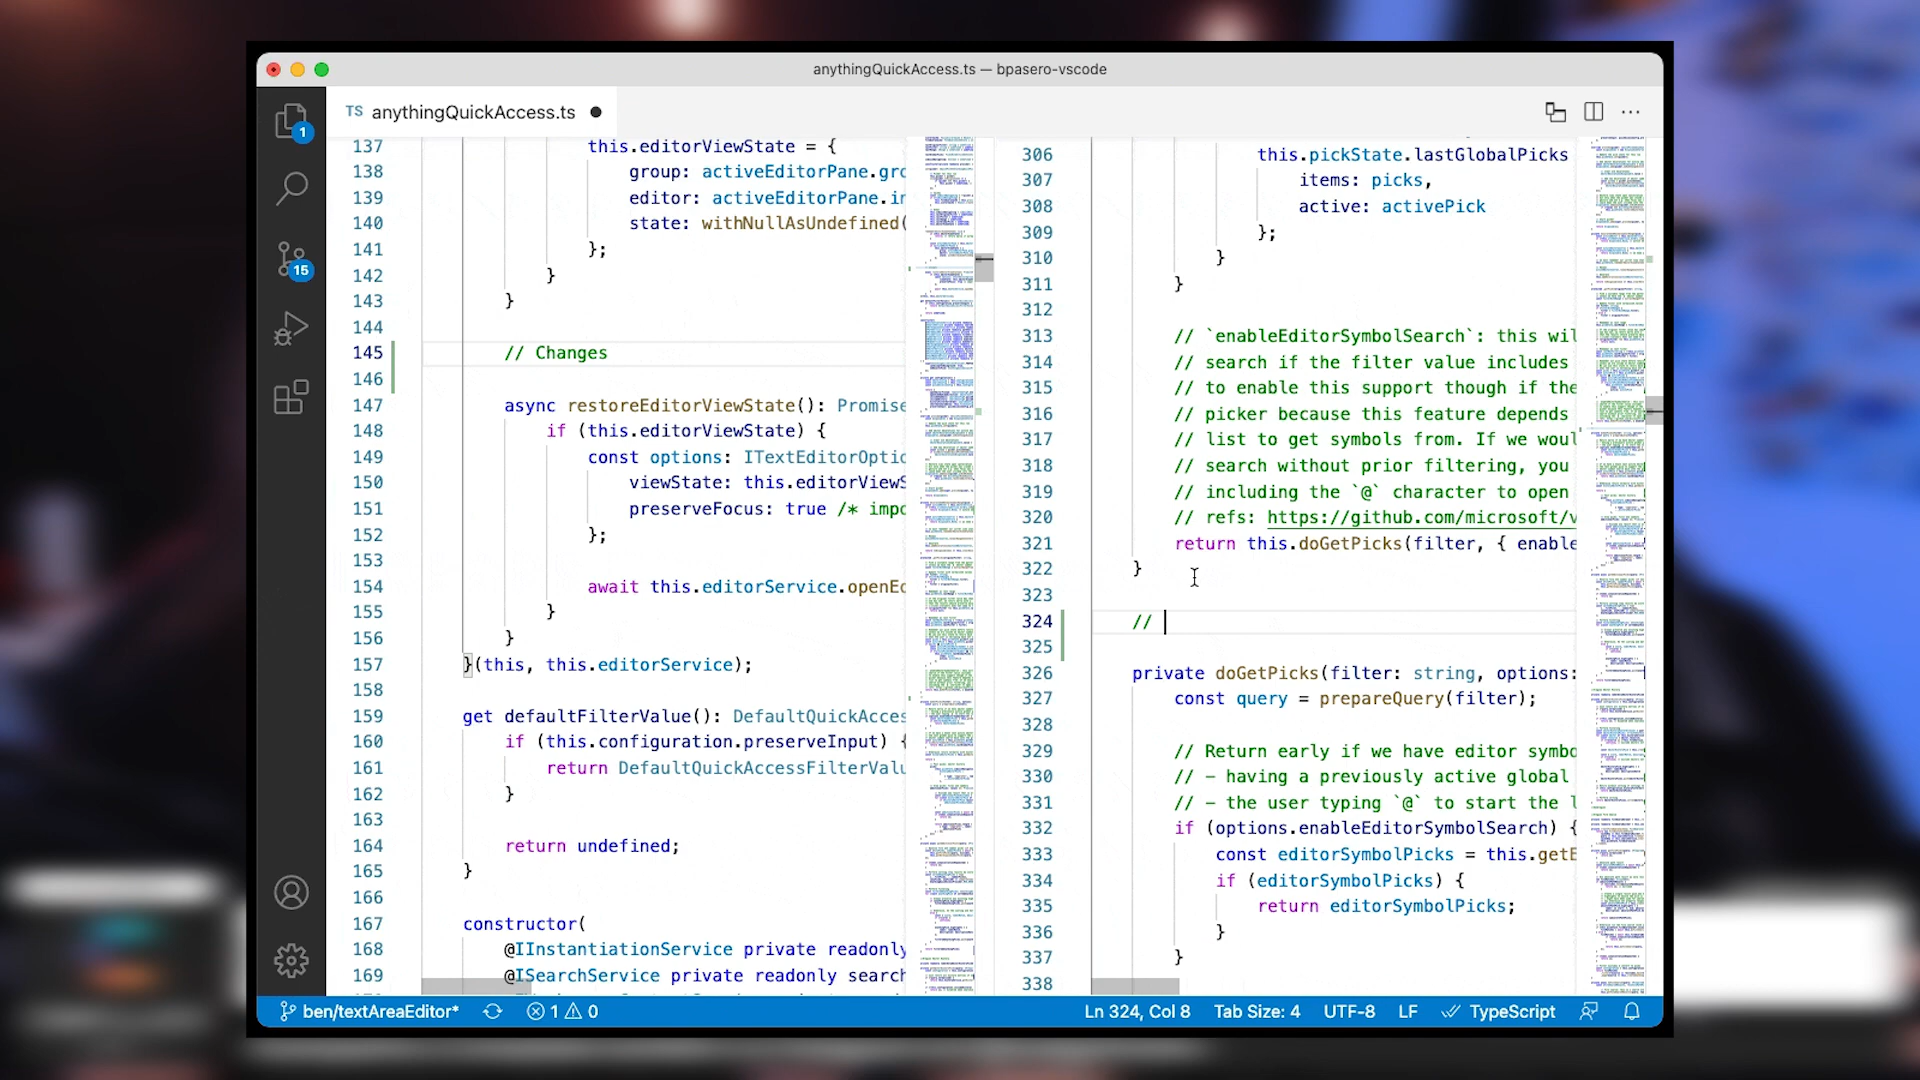 anythingQuickAccess.ts — bpasero-vscode
TS anythingQuickAccess.ts
1
15
137 this.editorViewState = {
138 group: activeEditorPane.gro
139 editor: activeEditorPane.in
140 state: withNullAsUndefined(
141 };
142 }
143 }
144
145 // Changes
146
147 async restoreEditorViewState(): Promise
148 if (this.editorViewState) {
149 const options: ITextEditorOptio
150 viewState: this.editorViewS
151 preserveFocus: true /* impo
152 };
153
154 await this.editorService.openEd
155 }
156 }
157 }(this, this.editorService);
158
159 get defaultFilterValue(): DefaultQuickAcces
160 if (this.configuration.preserveInput) {
161 return DefaultQuickAccessFilterValu
162 }
163
164 return undefined;
165 }
166
167 constructor(
168 @IInstantiationService private readonly
169 @ISearchService private readonly search
306 this.pickState.lastGlobalPicks
307 items: picks,
308 active: activePick
309 };
310 }
311 }
312
313 // `enableEditorSymbolSearch`: this wil
314 // search if the filter value includes
315 // to enable this support though if the
316 // picker because this feature depends
317 // list to get symbols from. If we woul
318 // search without prior filtering, you
319 // including the `@` character to open
320 // refs: https://github.com/microsoft/v
321 return this.doGetPicks(filter, { enable
322 }
323
324 //
325
326 private doGetPicks(filter: string, options:
327 const query = prepareQuery(filter);
328
329 // Return early if we have editor symbo
330 // – having a previously active global
331 // – the user typing `@` to start the l
332 if (options.enableEditorSymbolSearch) {
333 const editorSymbolPicks = this.getE
334 if (editorSymbolPicks) {
335 return editorSymbolPicks;
336 }
337 }
338
ben/textAreaEditor* 1 0 Ln 324, Col 8 Tab Size: 4 UTF-8 LF TypeScript